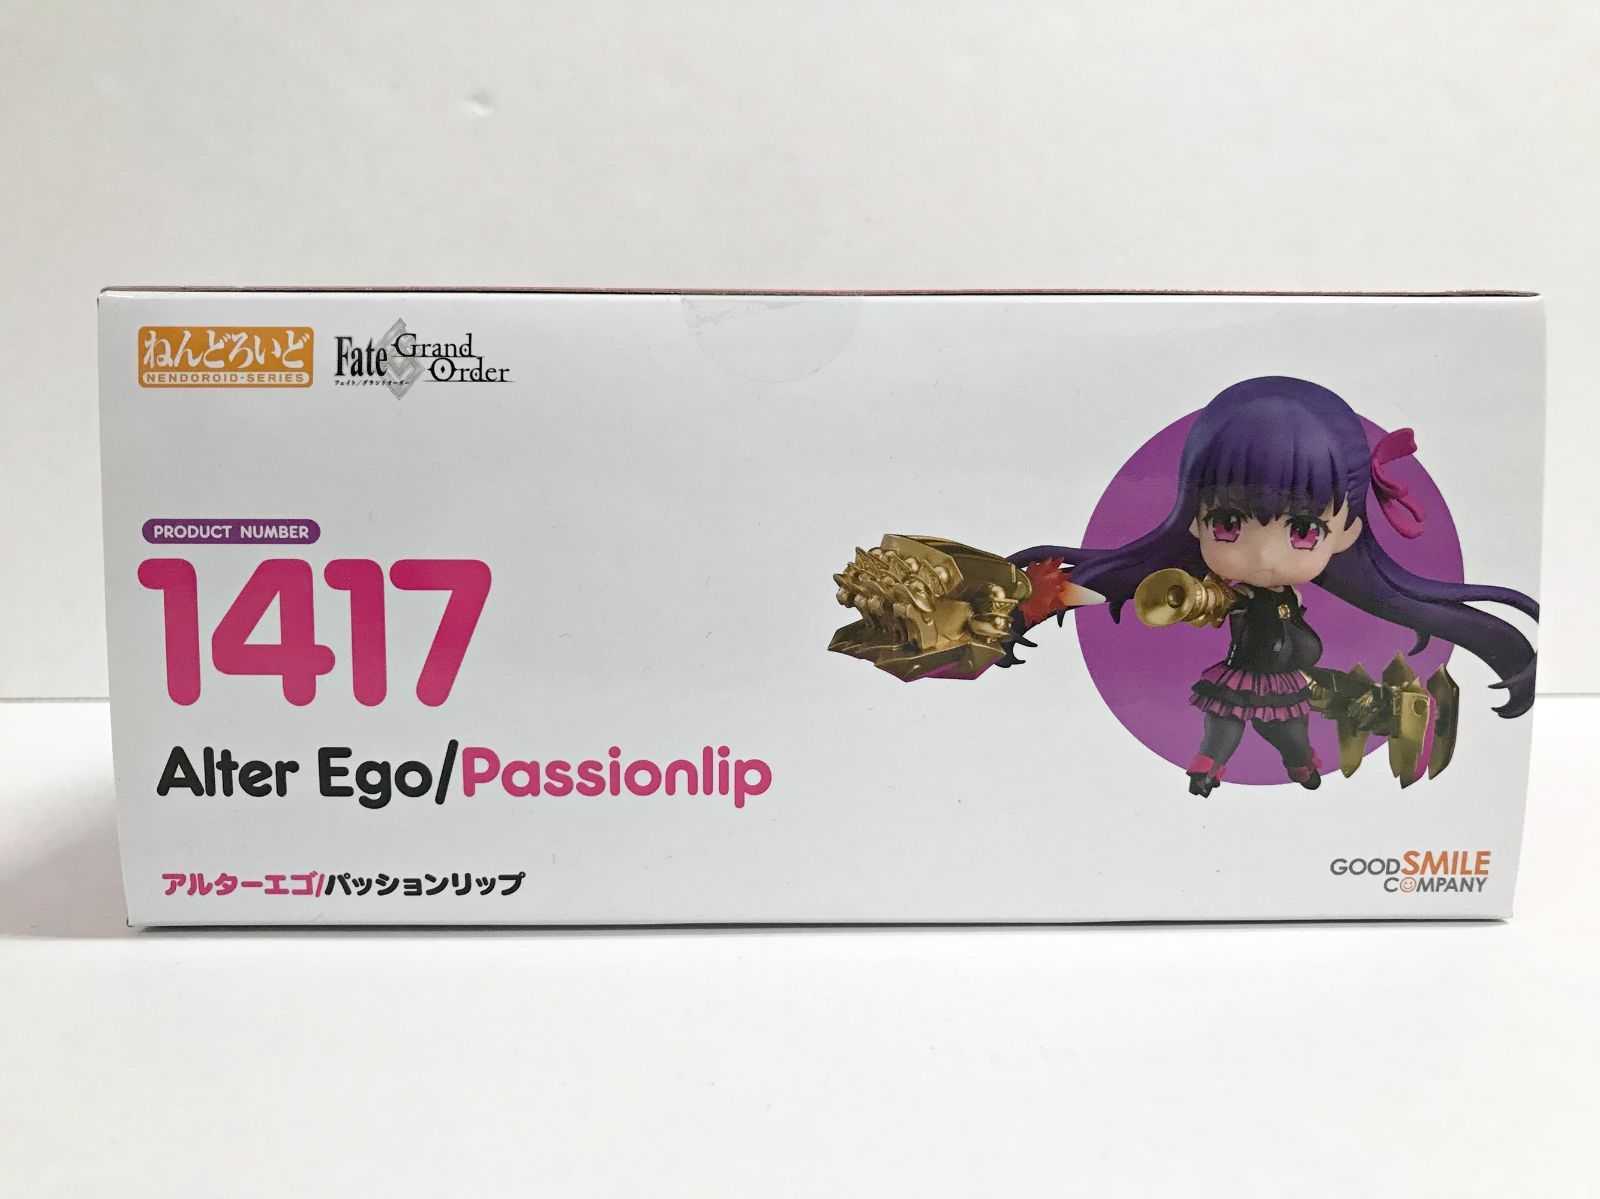 ねんどろいど
NENDOROID-SERIES
Fate Grand Order
フェイト/グランドオーダー
PRODUCT NUMBER
1417
Alter Ego/Passionlip
アルターエゴ/パッションリップ
GOOD SMILE
COMPANY